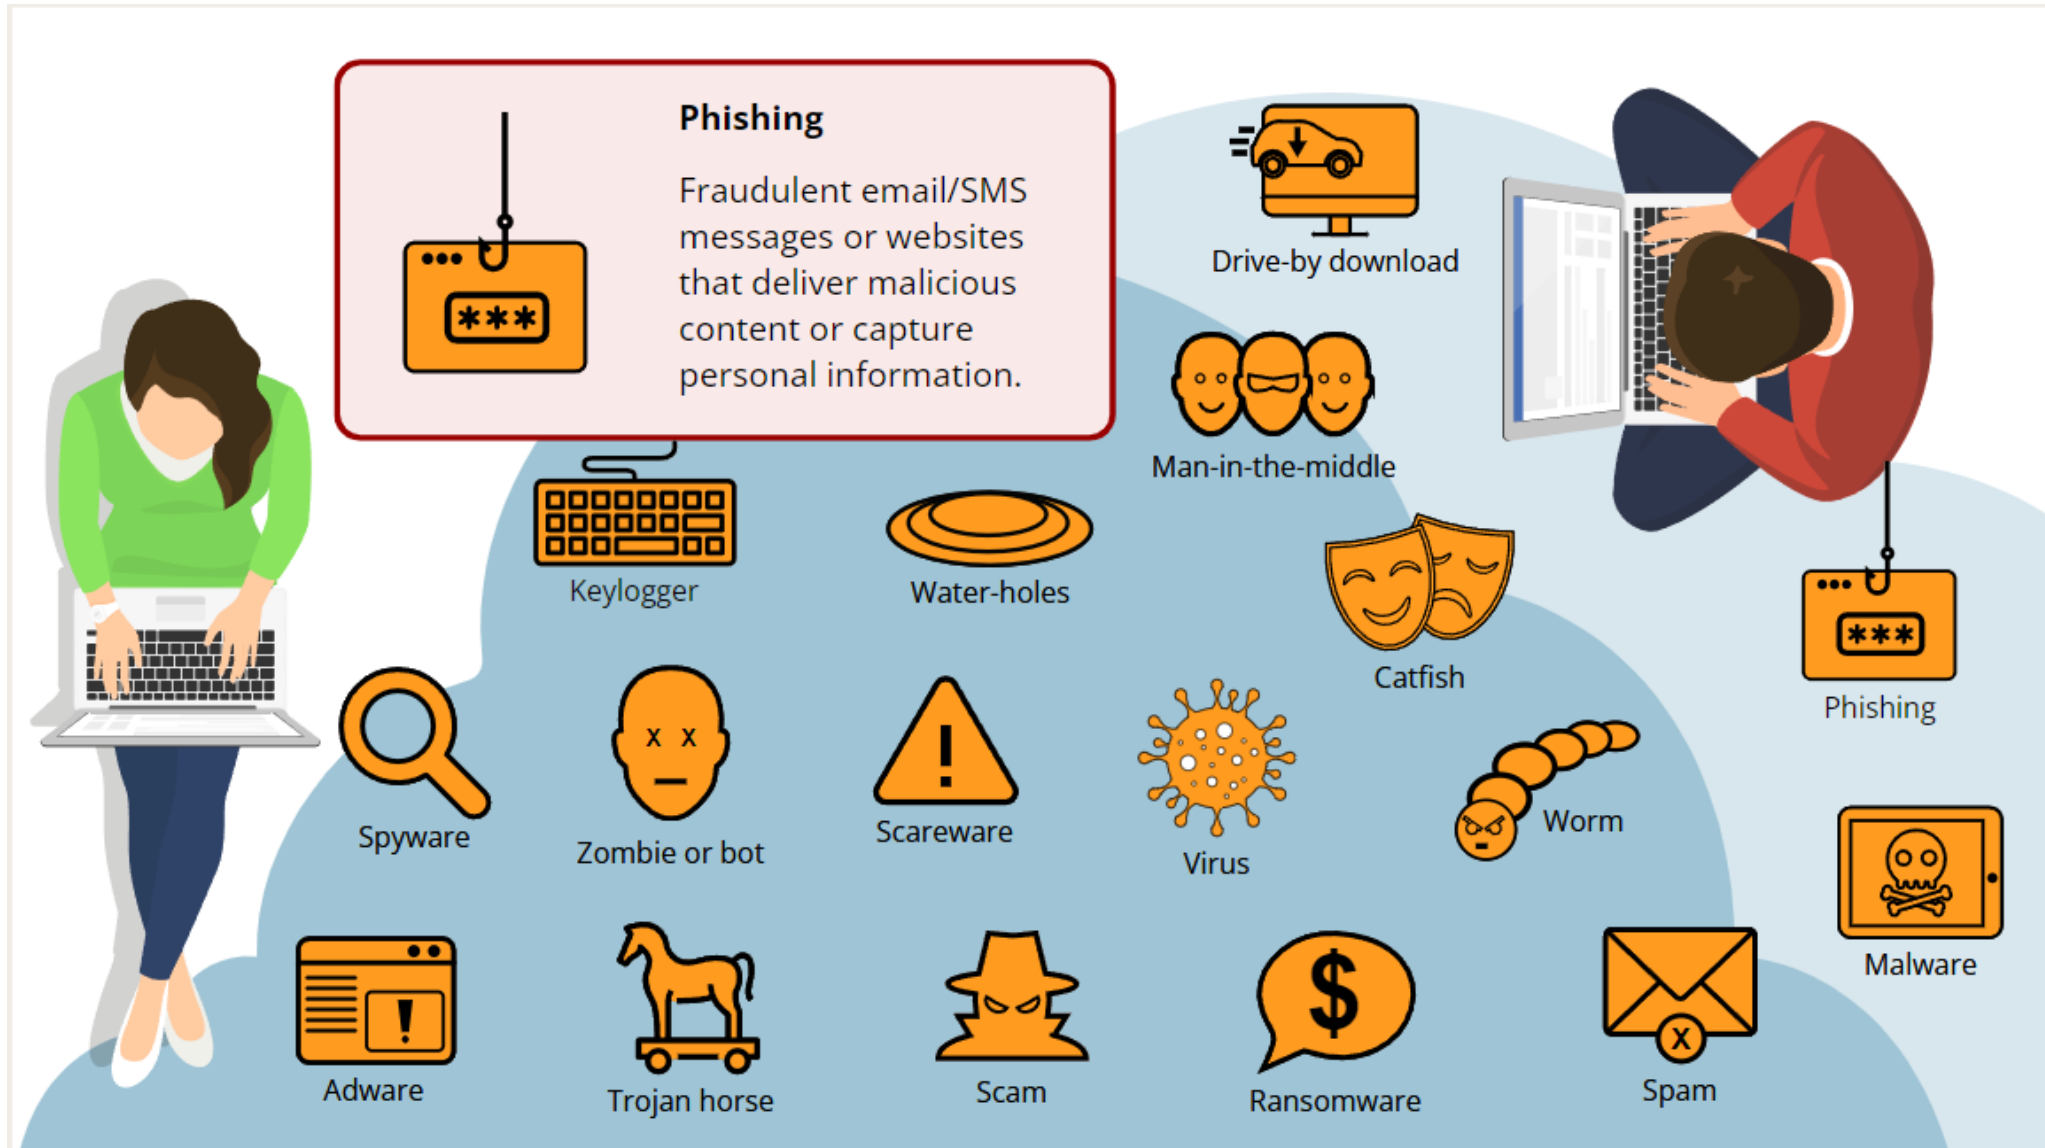 Phishing
Fraudulent email/SMS
messages or websites
that deliver malicious
content or capture
personal information.
***
Drive-by download
Man-in-the-middle
Keylogger
Water-holes
Catfish
***
Phishing
Spyware
x x
Zombie or bot
!
Scareware
Virus
Worm
Malware
!
Adware
Trojan horse
Scam
$
Ransomware
X
Spam